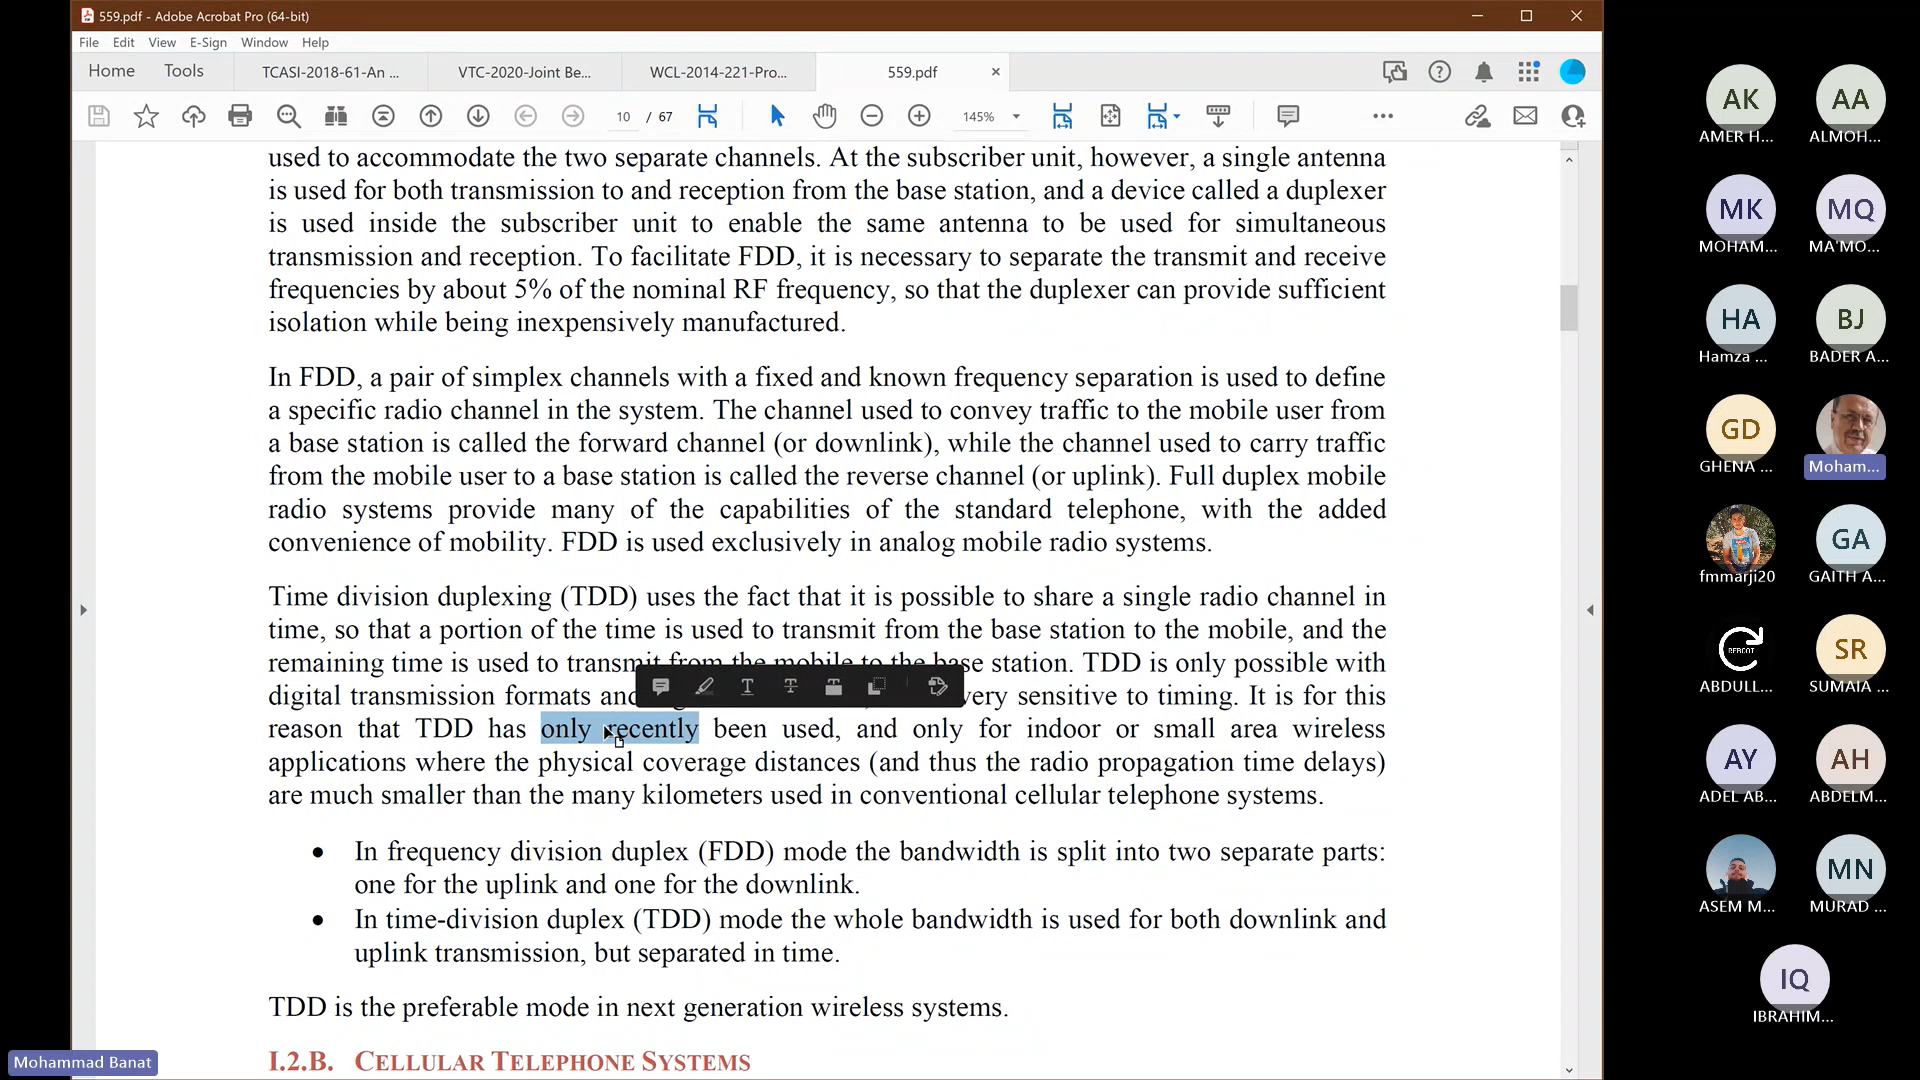 559.pdf - Adobe Acrobat Pro (64-bit)
File Edit View E-Sign Window Help
Home Tools TCASI-2018-61-An ... VTC-2020-Joint Be... WCL-2014-221-Pro... 559.pdf
10 / 67 145%
used to accommodate the two separate channels. At the subscriber unit, however, a single antenna
is used for both transmission to and reception from the base station, and a device called a duplexer
is used inside the subscriber unit to enable the same antenna to be used for simultaneous
transmission and reception. To facilitate FDD, it is necessary to separate the transmit and receive
frequencies by about 5% of the nominal RF frequency, so that the duplexer can provide sufficient
isolation while being inexpensively manufactured.
In FDD, a pair of simplex channels with a fixed and known frequency separation is used to define
a specific radio channel in the system. The channel used to convey traffic to the mobile user from
a base station is called the forward channel (or downlink), while the channel used to carry traffic
from the mobile user to a base station is called the reverse channel (or uplink). Full duplex mobile
radio systems provide many of the capabilities of the standard telephone, with the added
convenience of mobility. FDD is used exclusively in analog mobile radio systems.
Time division duplexing (TDD) uses the fact that it is possible to share a single radio channel in
time, so that a portion of the time is used to transmit from the base station to the mobile, and the
remaining time is used to transmit from the mobile to the base station. TDD is only possible with
digital transmission formats and very sensitive to timing. It is for this
reason that TDD has only recently been used, and only for indoor or small area wireless
applications where the physical coverage distances (and thus the radio propagation time delays)
are much smaller than the many kilometers used in conventional cellular telephone systems.
• In frequency division duplex (FDD) mode the bandwidth is split into two separate parts:
one for the uplink and one for the downlink.
• In time-division duplex (TDD) mode the whole bandwidth is used for both downlink and
uplink transmission, but separated in time.
TDD is the preferable mode in next generation wireless systems.
I.2.B. CELLULAR TELEPHONE SYSTEMS
Mohammad Banat
AK AA
AMER H... ALMOH...
MK MQ
MOHAM... MA'MO...
HA BJ
Hamza ... BADER A...
GD
GHENA ... Moham...
GA
fmmarji20 GAITH A...
REBOOT SR
ABDULL... SUMAIA ...
AY AH
ADEL AB... ABDELM...
MN
ASEM M... MURAD ...
IQ
IBRAHIM...